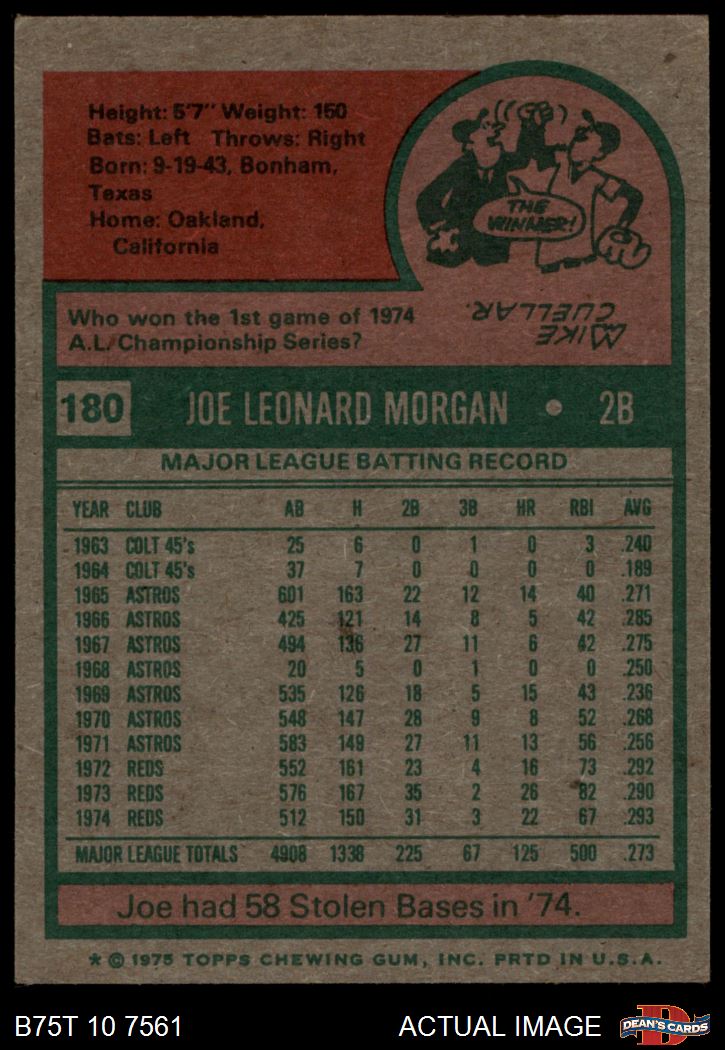 Height: 5'7" Weight: 150
Bats: Left Throws: Right
Born: 9-19-43, Bonham,
Texas
Home: Oakland,
California
THE
WINNER!
Who won the 1st game of 1974
A.L. Championship Series?
MIKE
CUELLAR.
180 JOE LEONARD MORGAN • 2B
MAJOR LEAGUE BATTING RECORD
YEAR CLUB AB H 2B 3B HR RBI AVG
1963 COLT 45's 25 6 0 1 0 3 .240
1964 COLT 45's 37 7 0 0 0 0 .189
1965 ASTROS 601 163 22 12 14 40 .271
1966 ASTROS 425 121 14 8 5 42 .285
1967 ASTROS 494 136 27 11 6 42 .275
1968 ASTROS 20 5 0 1 0 0 .250
1969 ASTROS 535 126 18 5 15 43 .236
1970 ASTROS 548 147 28 9 8 52 .268
1971 ASTROS 583 149 27 11 13 56 .256
1972 REDS 552 161 23 4 16 73 .292
1973 REDS 576 167 35 2 26 82 .290
1974 REDS 512 150 31 3 22 67 .293
MAJOR LEAGUE TOTALS 4908 1338 225 67 125 500 .273
Joe had 58 Stolen Bases in '74.
* © 1975 TOPPS CHEWING GUM, INC. PRTD IN U.S.A.
B75T 10 7561 ACTUAL IMAGE DEAN'S CARDS